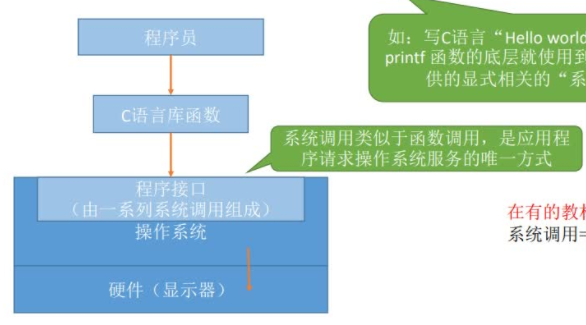 程序员
如：写C语言“Hello world
printf 函数的底层就使用到
供的显式相关的“系
C语言库函数
系统调用类似于函数调用，是应用程
序请求操作系统服务的唯一方式
程序接口
（由一系列系统调用组成）
操作系统
在有的教
系统调用=
硬件（显示器）